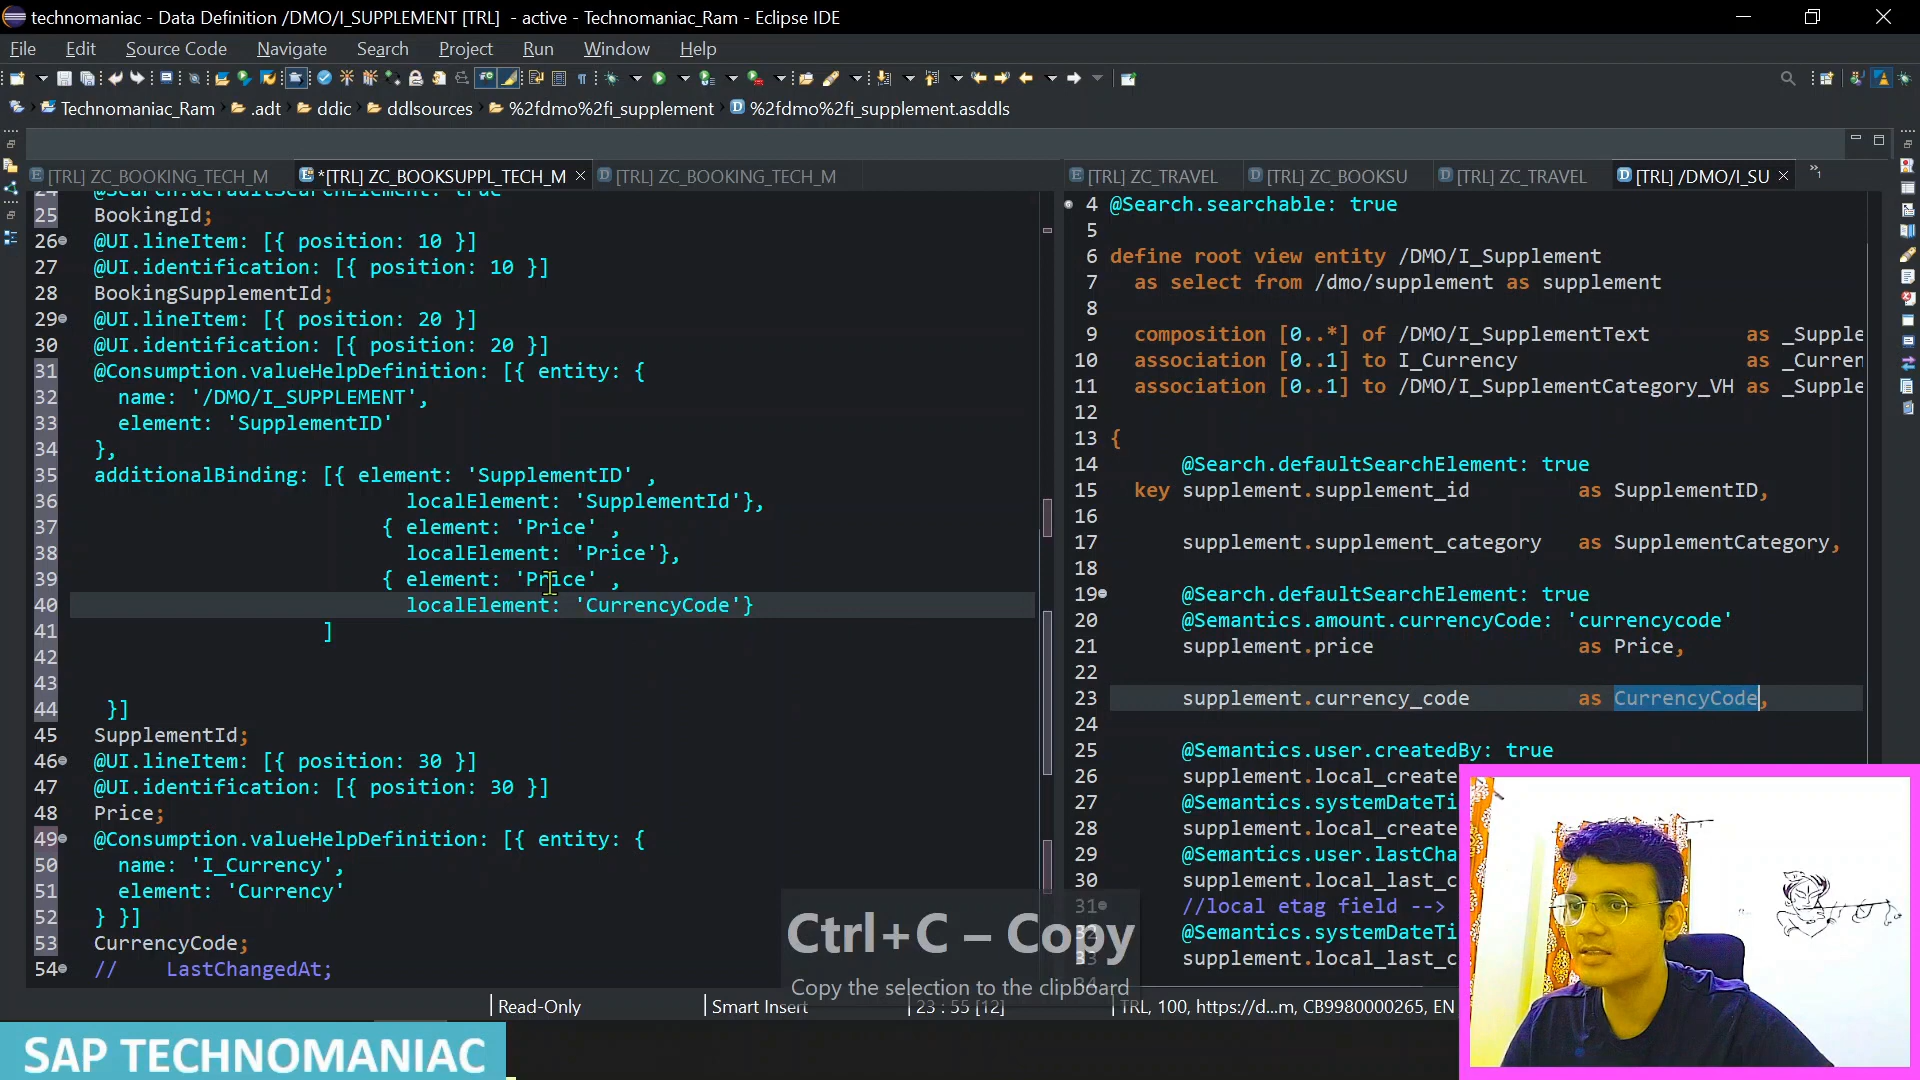 technomaniac - Data Definition /DMO/I_SUPPLEMENT [TRL]  - active - Technomaniac_Ram - Eclipse IDE
File Edit Source Code Navigate Search Project Run Window Help
Technomaniac_Ram .adt ddic ddlsources %2fdmo%2fi_supplement %2fdmo%2fi_supplement.asddls
[TRL] ZC_BOOKING_TECH_M *[TRL] ZC_BOOKSUPPL_TECH_M [TRL] ZC_BOOKING_TECH_M
24 @Search.defaultSearchElement: true
25 BookingId;
26 @UI.lineItem: [{ position: 10 }]
27 @UI.identification: [{ position: 10 }]
28 BookingSupplementId;
29 @UI.lineItem: [{ position: 20 }]
30 @UI.identification: [{ position: 20 }]
31 @Consumption.valueHelpDefinition: [{ entity: {
32 name: '/DMO/I_SUPPLEMENT',
33 element: 'SupplementID'
34 },
35 additionalBinding: [{ element: 'SupplementID' ,
36 localElement: 'SupplementId'},
37 { element: 'Price' ,
38 localElement: 'Price'},
39 { element: 'Price' ,
40 localElement: 'CurrencyCode'}
41 ]
42
43
44 }]
45 SupplementId;
46 @UI.lineItem: [{ position: 30 }]
47 @UI.identification: [{ position: 30 }]
48 Price;
49 @Consumption.valueHelpDefinition: [{ entity: {
50 name: 'I_Currency',
51 element: 'Currency'
52 } }]
53 CurrencyCode;
54 // LastChangedAt;
[TRL] ZC_TRAVEL [TRL] ZC_BOOKSU [TRL] ZC_TRAVEL [TRL] /DMO/I_SU
4 @Search.searchable: true
5
6 define root view entity /DMO/I_Supplement
7 as select from /dmo/supplement as supplement
8
9 composition [0..*] of /DMO/I_SupplementText as _Supple
10 association [0..1] to I_Currency as _Curren
11 association [0..1] to /DMO/I_SupplementCategory_VH as _Supple
12
13 {
14 @Search.defaultSearchElement: true
15 key supplement.supplement_id as SupplementID,
16
17 supplement.supplement_category as SupplementCategory,
18
19 @Search.defaultSearchElement: true
20 @Semantics.amount.currencyCode: 'currencycode'
21 supplement.price as Price,
22
23 supplement.currency_code as CurrencyCode,
24
25 @Semantics.user.createdBy: true
26 supplement.local_create
27 @Semantics.systemDateTi
28 supplement.local_create
29 @Semantics.user.lastCha
30 supplement.local_last_c
31 //local etag field -->
32 @Semantics.systemDateTi
33 supplement.local_last_c
Ctrl+C – Copy
Copy the selection to the clipboard
Read-Only Smart Insert 23 : 55 [12] TRL, 100, https://d...m, CB9980000265, EN
SAP TECHNOMANIAC